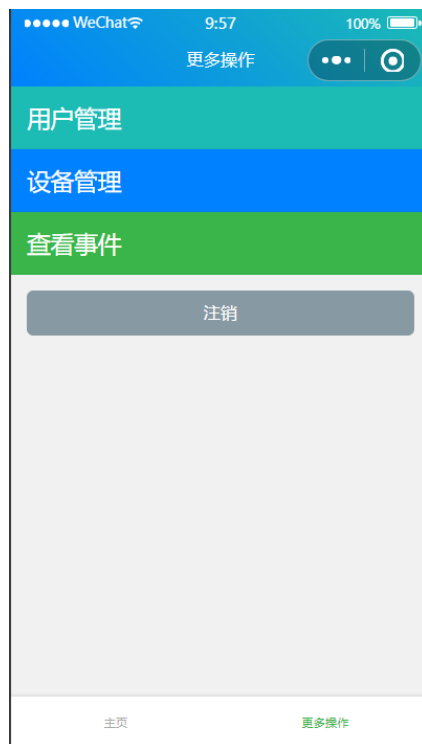 WeChat 9:57 100%
更多操作
用户管理
设备管理
查看事件
注销
主页 更多操作